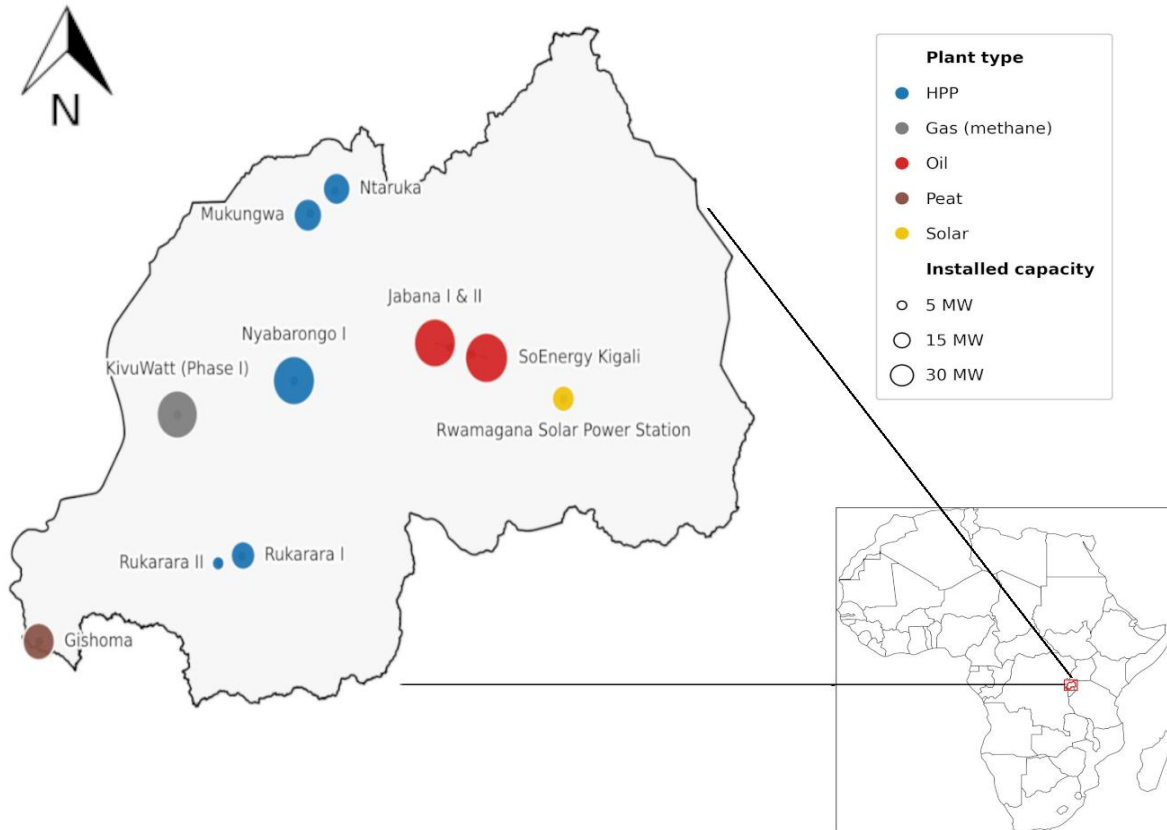 N
Ntaruka
Mukungwa
Jabana I & II
Nyabarongo I
SoEnergy Kigali
KivuWatt (Phase I)
Rwamagana Solar Power Station
Rukarara II
Rukarara I
Gishoma
Plant type
HPP
Gas (methane)
Oil
Peat
Solar
Installed capacity
5 MW
15 MW
30 MW